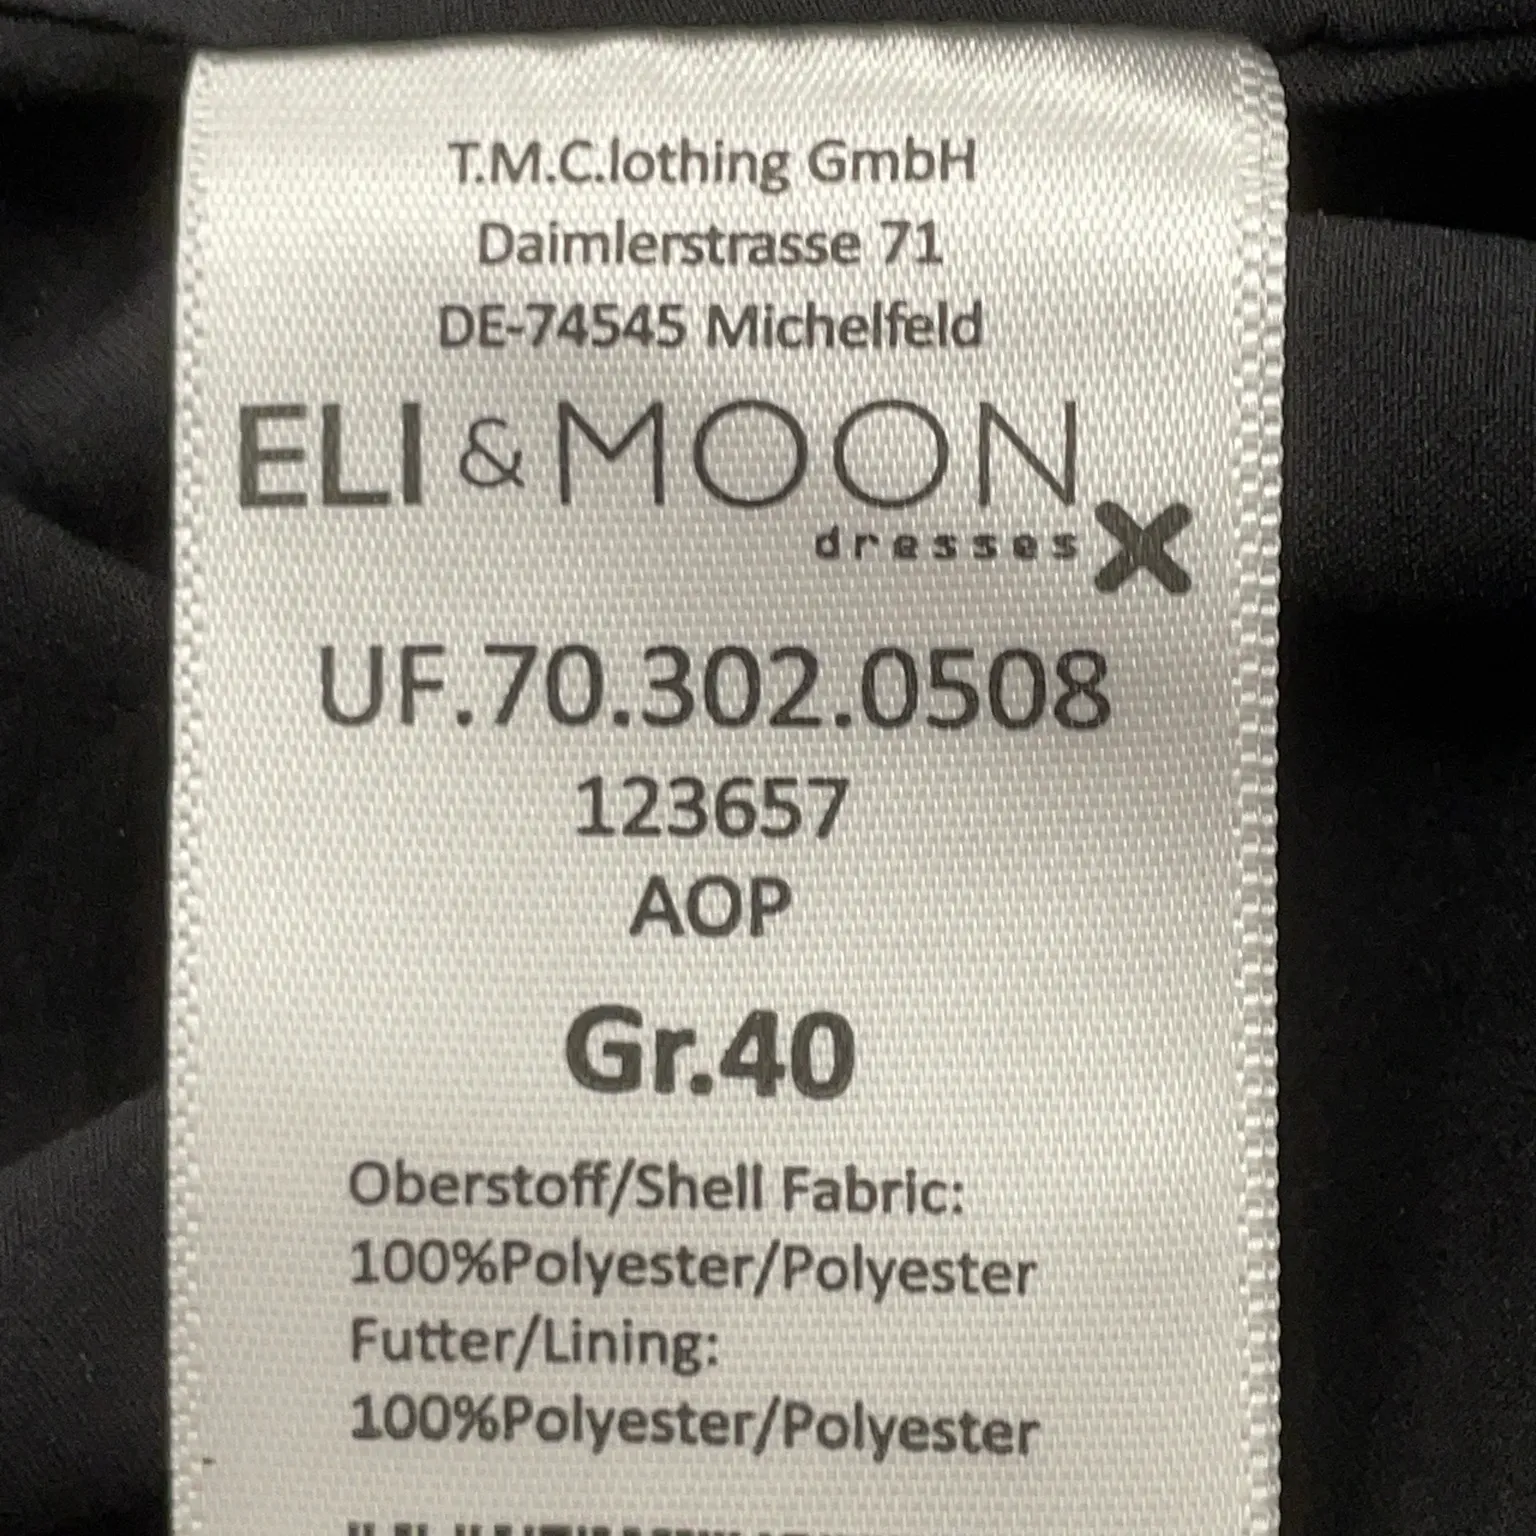 T.M.C.lothing GmbH
Daimlerstrasse 71
DE-74545 Michelfeld
ELI & MOON
dresses X
UF.70.302.0508
123657
AOP
Gr.40
Oberstoff/Shell Fabric:
100%Polyester/Polyester
Futter/Lining:
100%Polyester/Polyester